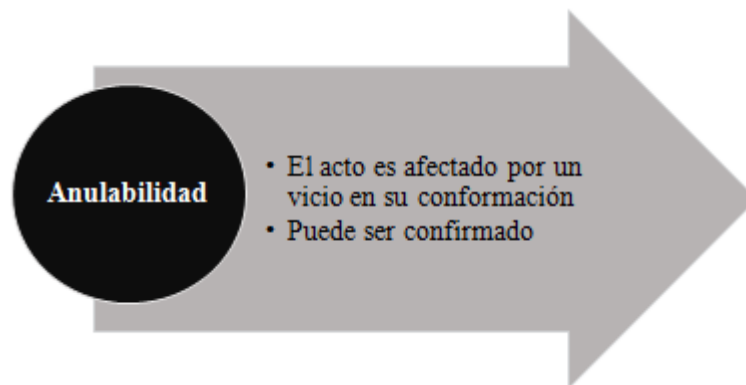 Anulabilidad
• El acto es afectado por un
vicio en su conformación
• Puede ser confirmado